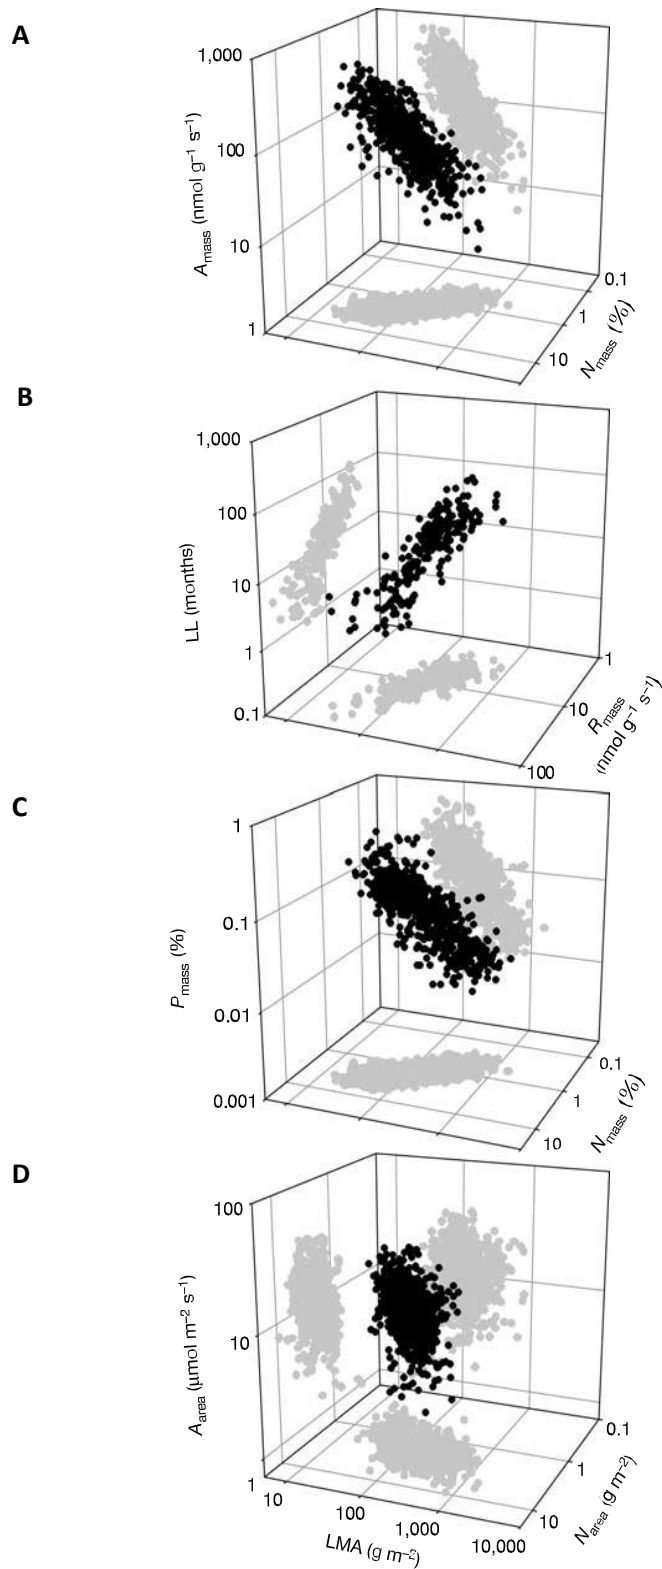 A
1,000
100
10
1
A_mass (nmol g⁻¹ s⁻¹)
0.1
1
10
N_mass (%)
B
1,000
100
10
1
0.1
LL (months)
1
10
100
R_mass
(nmol g⁻¹ s⁻¹)
C
1
0.1
0.01
0.001
P_mass (%)
0.1
1
10
N_mass (%)
D
100
10
1
A_area (µmol m⁻² s⁻¹)
0.1
1
10
N_area (g m⁻²)
10
100
1,000
10,000
LMA (g m⁻²)